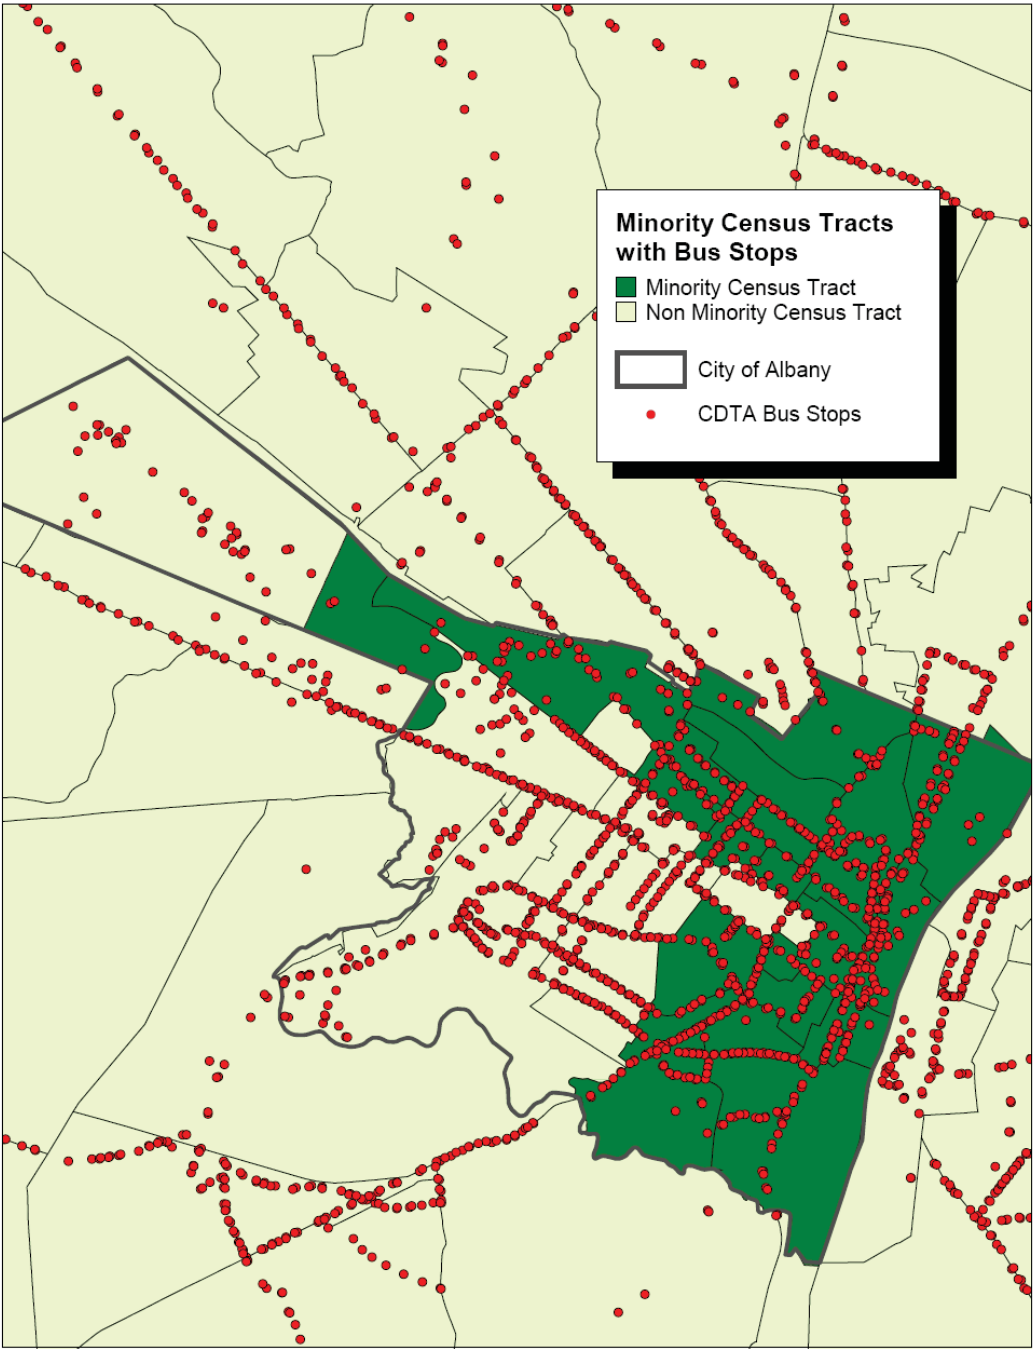 Minority Census Tracts
with Bus Stops
Minority Census Tract
Non Minority Census Tract
City of Albany
CDTA Bus Stops